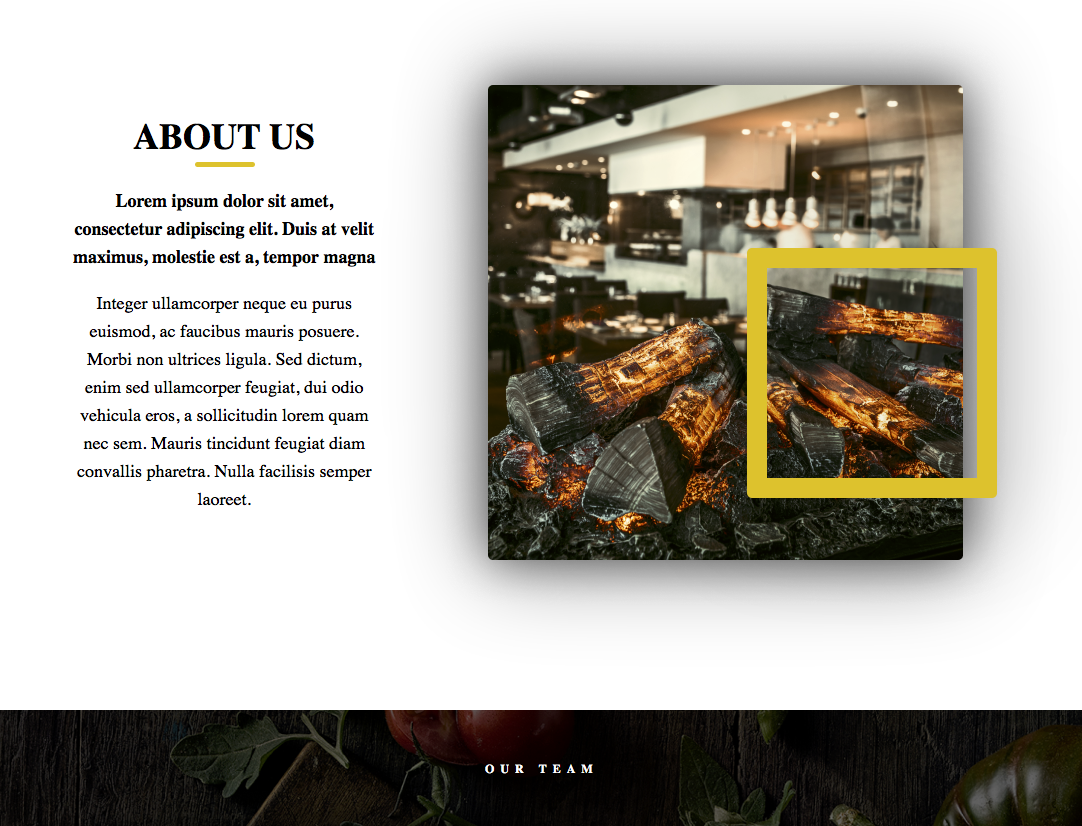 ABOUT US
Lorem ipsum dolor sit amet,
consectetur adipiscing elit. Duis at velit
maximus, molestie est a, tempor magna
Integer ullamcorper neque eu purus
euismod, ac faucibus mauris posuere.
Morbi non ultrices ligula. Sed dictum,
enim sed ullamcorper feugiat, dui odio
vehicula eros, a sollicitudin lorem quam
nec sem. Mauris tincidunt feugiat diam
convallis pharetra. Nulla facilisis semper
laoreet.
OUR TEAM